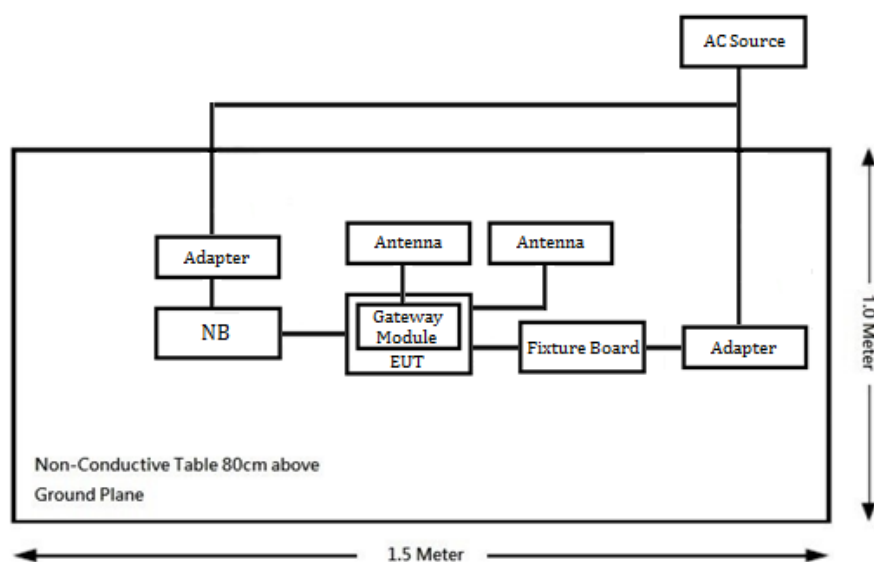 AC Source
Antenna
Antenna
Adapter
Gateway
Module
NB
EUT
Fixture Board
Adapter
1.0 Meter
Non-Conductive Table 80cm above
Ground Plane
1.5 Meter